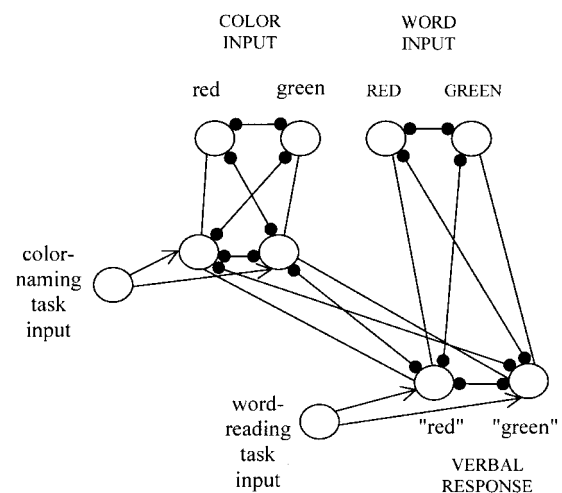 COLOR
INPUT
WORD
INPUT
red
green
RED
GREEN
color-
naming
task
input
word-
reading
task
input
"red"
"green"
VERBAL
RESPONSE